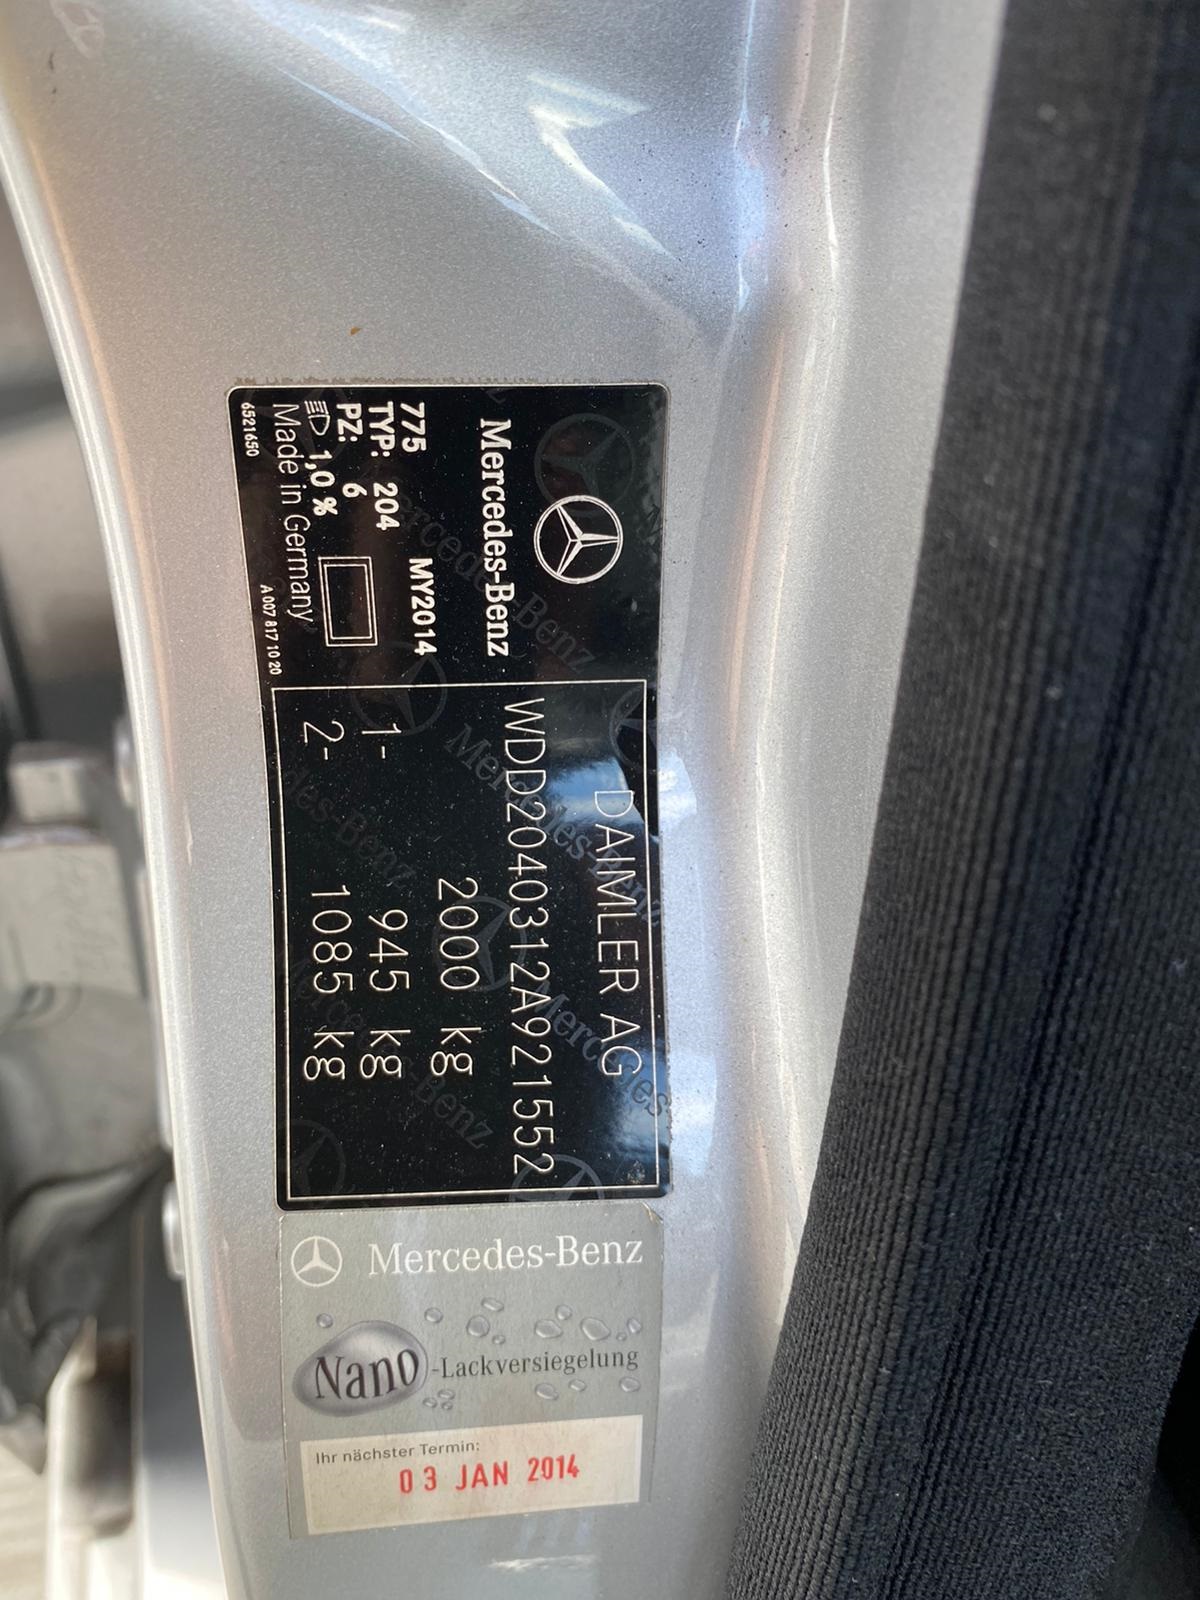 Mercedes-Benz
775 MY2014
TYP: 204
PZ: 6
1,0 %
Made in Germany
6521650 A 007 817 10 20
DAIMLER AG
WDD2040312A921552
2000 kg
1- 945 kg
2- 1085 kg
Mercedes-Benz
Nano-Lackversiegelung
Ihr nächster Termin:
03 JAN 2014